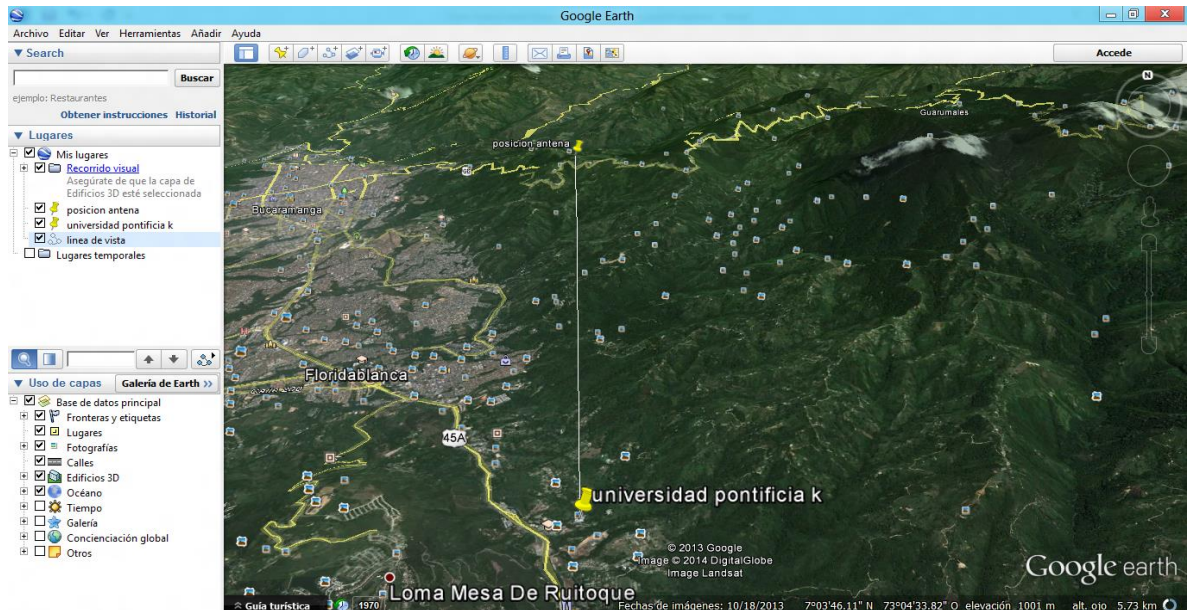 Google Earth
Archivo Editar Ver Herramientas Añadir Ayuda
▼ Search
Buscar
ejemplo: Restaurantes
Obtener instrucciones Historial
▼ Lugares
Mis lugares
Recorrido visual
Asegúrate de que la capa de
Edificios 3D esté seleccionada
posicion antena
universidad pontificia k
linea de vista
Lugares temporales
▼ Uso de capas Galería de Earth >>
Base de datos principal
Fronteras y etiquetas
Lugares
Fotografías
Calles
Edificios 3D
Océano
Tiempo
Galería
Concienciación global
Otros
Accede
N
Guarumales
posicion antena
66
Bucaramanga
Floridablanca
45A
universidad pontificia k
© 2013 Google
Image © 2014 DigitalGlobe
Image Landsat
Google earth
Loma Mesa De Ruitoque
Guía turística 1970 Fechas de imágenes: 10/18/2013 7°03'46.11" N 73°04'33.82" O elevación 1001 m alt. ojo 5.73 km